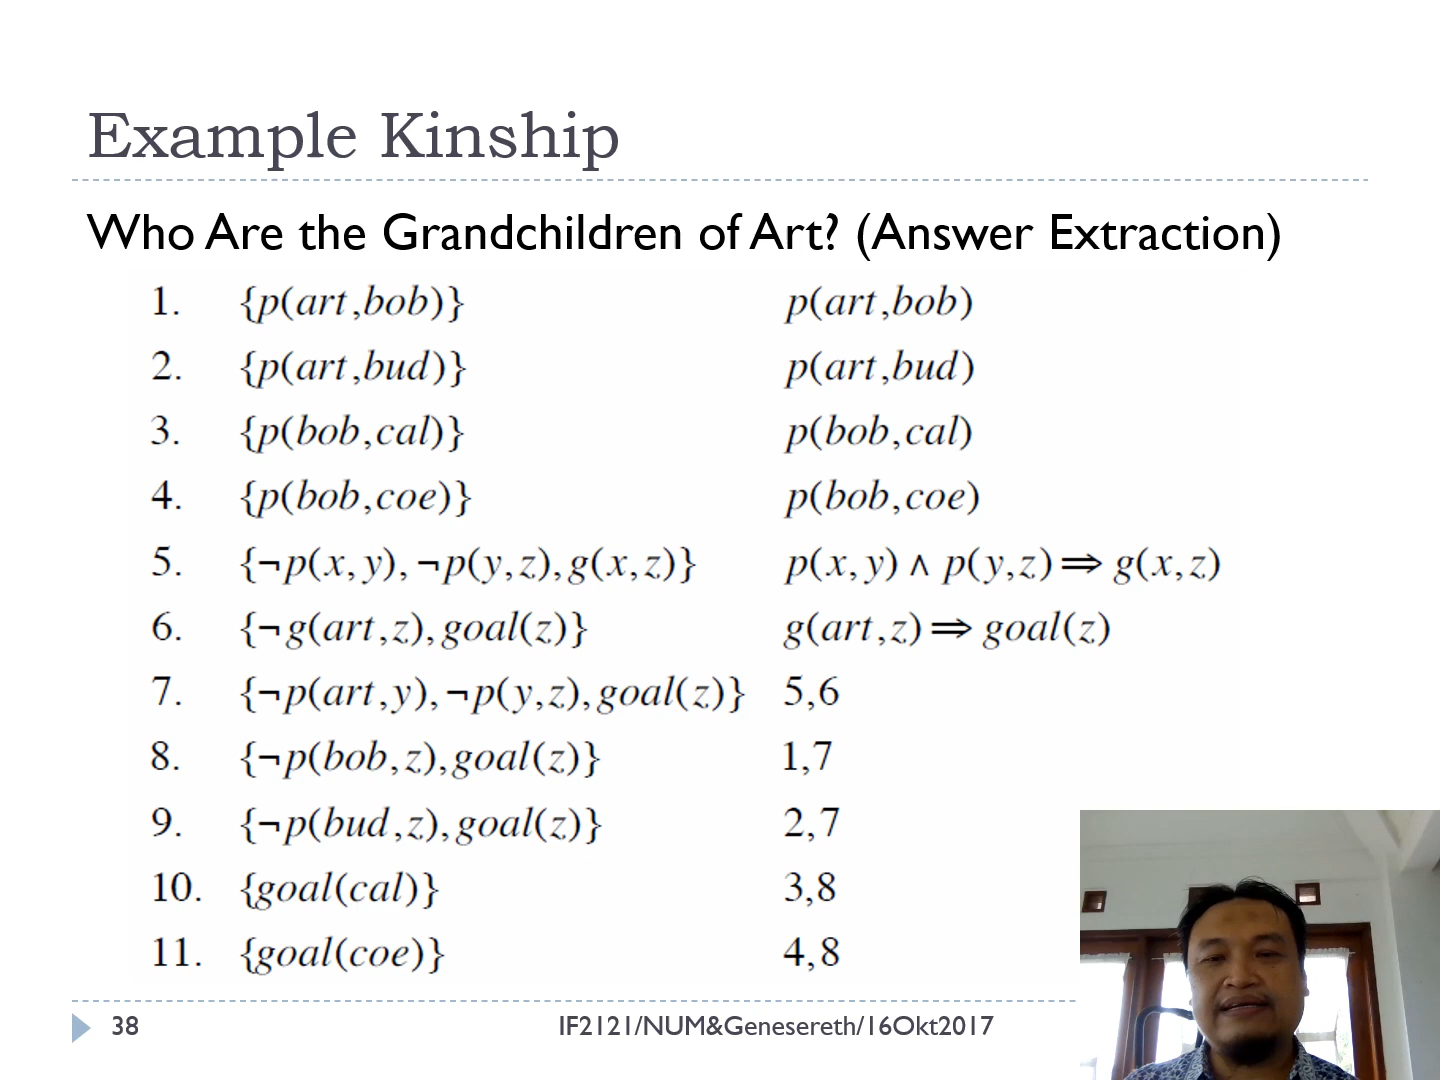 Example Kinship
Who Are the Grandchildren of Art? (Answer Extraction)
1. {p(art,bob)} p(art,bob)
2. {p(art,bud)} p(art,bud)
3. {p(bob,cal)} p(bob,cal)
4. {p(bob,coe)} p(bob,coe)
5. {¬p(x,y),¬p(y,z),g(x,z)} p(x,y) ∧ p(y,z) ⇒ g(x,z)
6. {¬g(art,z),goal(z)} g(art,z) ⇒ goal(z)
7. {¬p(art,y),¬p(y,z),goal(z)} 5,6
8. {¬p(bob,z),goal(z)} 1,7
9. {¬p(bud,z),goal(z)} 2,7
10. {goal(cal)} 3,8
11. {goal(coe)} 4,8
38 IF2121/NUM&Genesereth/16Okt2017